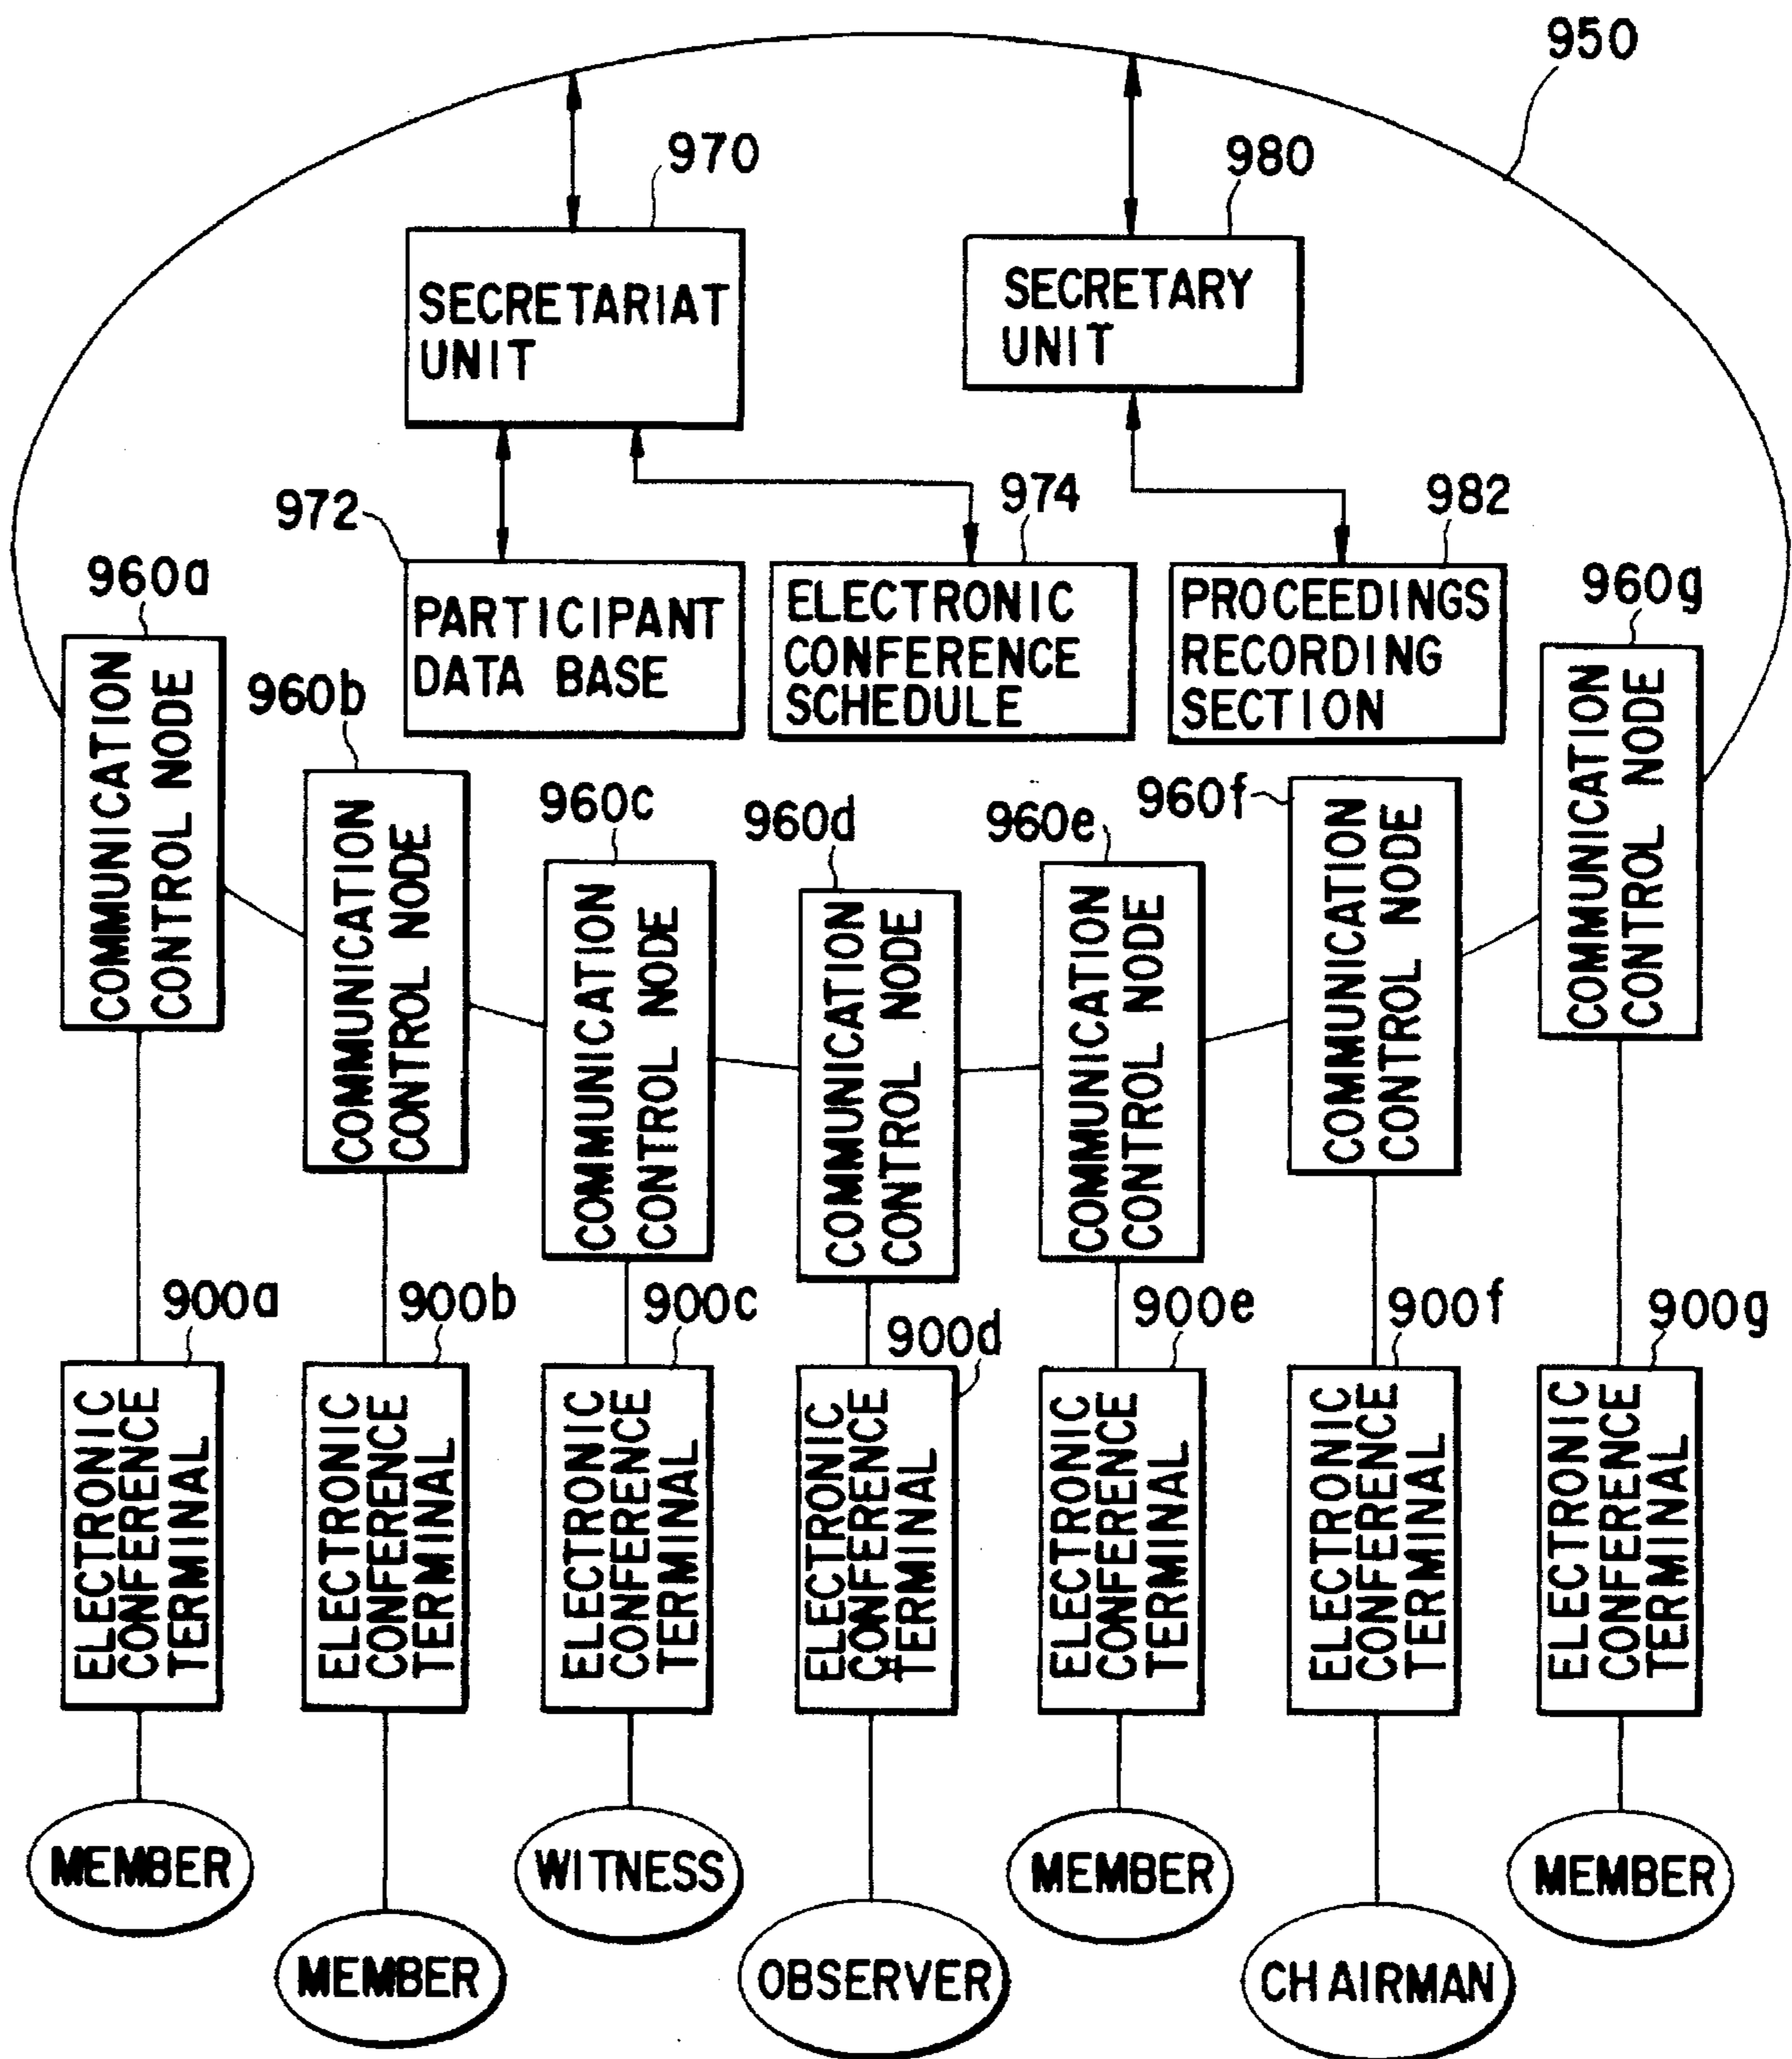 950
970
980
SECRETARIAT
UNIT
SECRETARY
UNIT
972
974
982
PARTICIPANT
DATA BASE
ELECTRONIC
CONFERENCE
SCHEDULE
PROCEEDINGS
RECORDING
SECTION
960a
960b
960c
960d
960e
960f
960g
COMMUNICATION
CONTROL NODE
COMMUNICATION
CONTROL NODE
COMMUNICATION
CONTROL NODE
COMMUNICATION
CONTROL NODE
COMMUNICATION
CONTROL NODE
COMMUNICATION
CONTROL NODE
COMMUNICATION
CONTROL NODE
900a
900b
900c
900d
900e
900f
900g
ELECTRONIC
CONFERENCE
TERMINAL
ELECTRONIC
CONFERENCE
TERMINAL
ELECTRONIC
CONFERENCE
TERMINAL
ELECTRONIC
CONFERENCE
TERMINAL
ELECTRONIC
CONFERENCE
TERMINAL
ELECTRONIC
CONFERENCE
TERMINAL
ELECTRONIC
CONFERENCE
TERMINAL
MEMBER
MEMBER
WITNESS
OBSERVER
MEMBER
CHAIRMAN
MEMBER